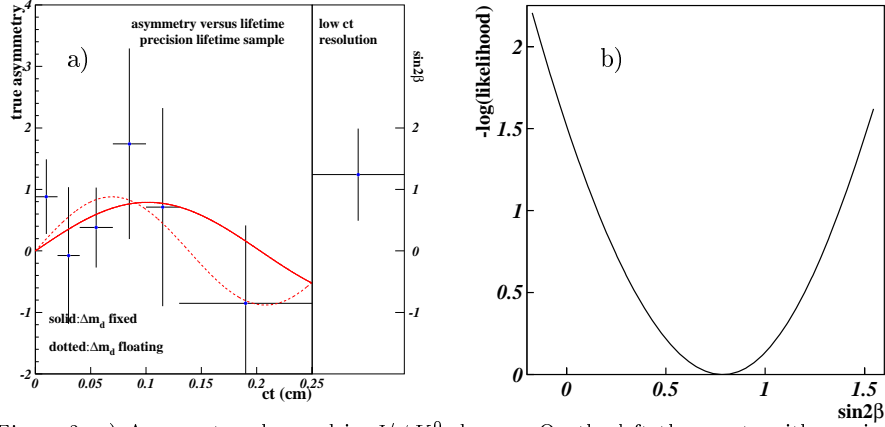 4
3
2
1
0
-1
-2
true asymmetry
a)
asymmetry versus lifetime
precision lifetime sample
low ct
resolution
solid:Δm_d fixed
dotted:Δm_d floating
0
0.05
0.1
0.15
0.2
0.25
ct (cm)
sin2β
2
1
0
-1
-log(likelihood)
b)
2
1.5
1
0.5
0
0
0.5
1
1.5
sin2β